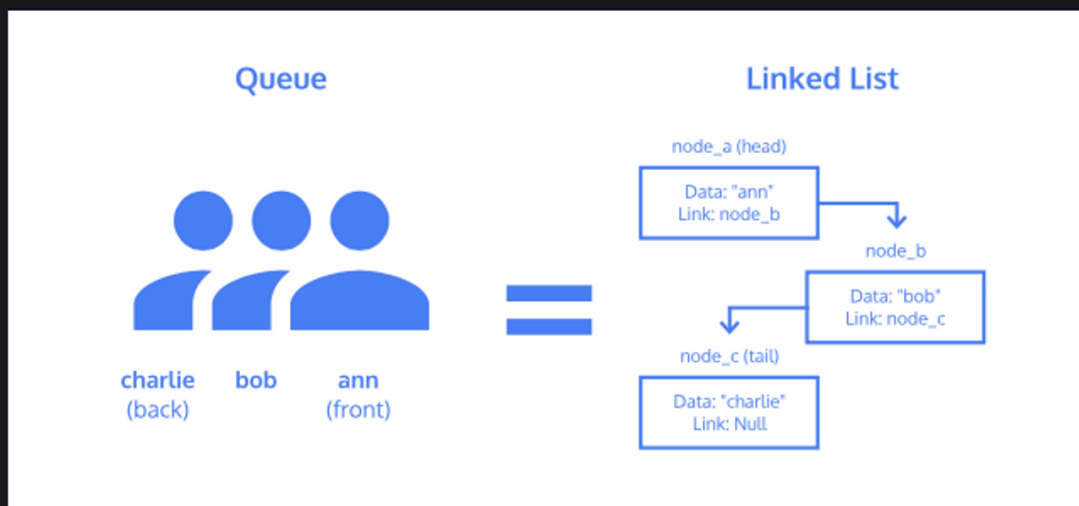 Queue
charlie bob ann
(back) (front)
Linked List
node_a (head)
Data: "ann"
Link: node_b
node_b
Data: "bob"
Link: node_c
node_c (tail)
Data: "charlie"
Link: Null